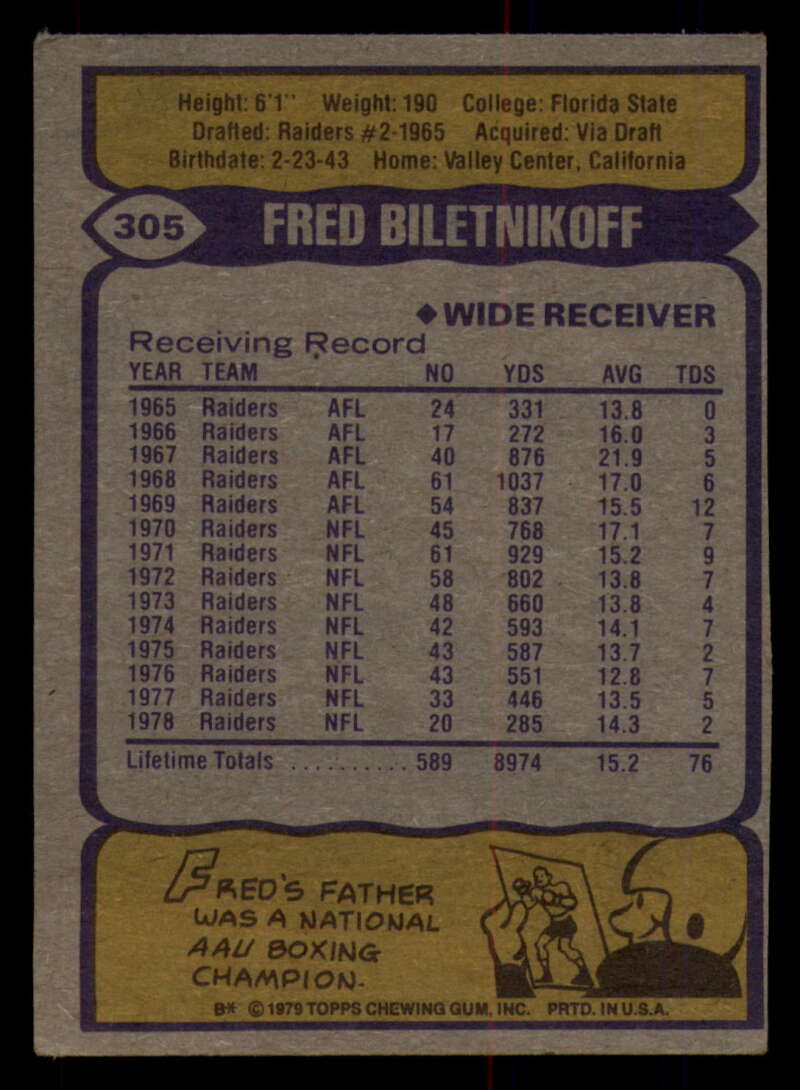 Height: 6'1" Weight: 190 College: Florida State
Drafted: Raiders #2-1965 Acquired: Via Draft
Birthdate: 2-23-43 Home: Valley Center, California
305 FRED BILETNIKOFF
◆WIDE RECEIVER
Receiving Record
YEAR TEAM NO YDS AVG TDS
1965 Raiders AFL 24 331 13.8 0
1966 Raiders AFL 17 272 16.0 3
1967 Raiders AFL 40 876 21.9 5
1968 Raiders AFL 61 1037 17.0 6
1969 Raiders AFL 54 837 15.5 12
1970 Raiders NFL 45 768 17.1 7
1971 Raiders NFL 61 929 15.2 9
1972 Raiders NFL 58 802 13.8 7
1973 Raiders NFL 48 660 13.8 4
1974 Raiders NFL 42 593 14.1 7
1975 Raiders NFL 43 587 13.7 2
1976 Raiders NFL 43 551 12.8 7
1977 Raiders NFL 33 446 13.5 5
1978 Raiders NFL 20 285 14.3 2
Lifetime Totals .......... 589 8974 15.2 76
FRED'S FATHER
WAS A NATIONAL
AAU BOXING
CHAMPION.
B* ©1979 TOPPS CHEWING GUM, INC. PRTD. IN U.S.A.